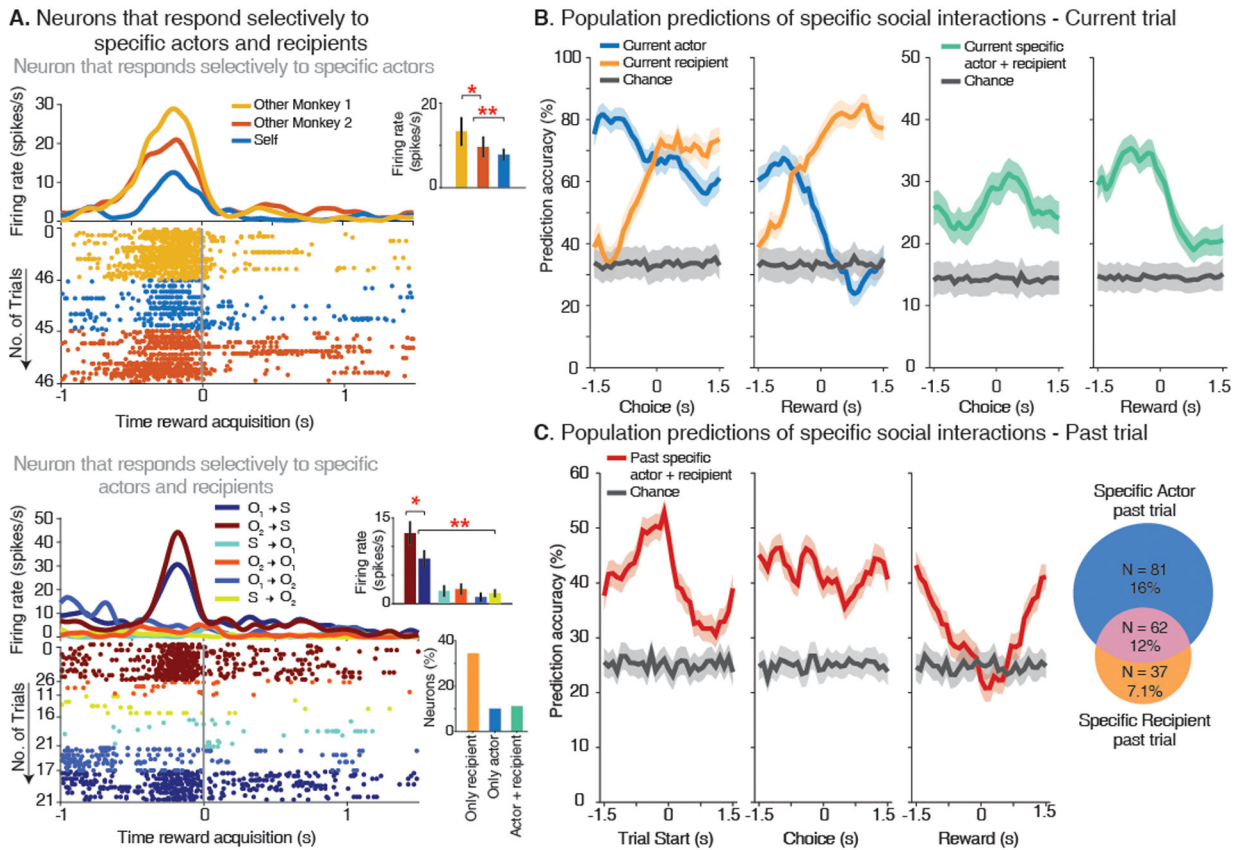 A. Neurons that respond selectively to
specific actors and recipients
Neuron that responds selectively to specific actors
Firing rate (spikes/s)
30
20
10
0
Other Monkey 1
Other Monkey 2
Self
Firing rate
(spikes/s)
20
10
0
*
**
No. of Trials
0
46
45
46
-1
0
1
Time reward acquisition (s)
Neuron that responds selectively to specific
actors and recipients
Firing rate (spikes/s)
50
40
30
20
10
0
O1 → S
O2 → S
S → O1
O2 → O1
O1 → O2
S → O2
Firing rate
(spikes/s)
15
10
5
0
*
**
No. of Trials
0
26
11
16
21
17
21
-1
0
1
Time reward acquisition (s)
Neurons (%)
40
20
0
Only recipient
Only actor
Actor + recipient
B. Population predictions of specific social interactions - Current trial
Prediction accuracy (%)
100
80
60
40
20
0
Current actor
Current recipient
Chance
-1.5
0
1.5
Choice (s)
-1.5
0
1.5
Reward (s)
50
40
30
20
10
0
Current specific
actor + recipient
Chance
-1.5
0
1.5
Choice (s)
-1.5
0
1.5
Reward (s)
C. Population predictions of specific social interactions - Past trial
Prediction accuracy (%)
60
50
40
30
20
10
0
Past specific
actor + recipient
Chance
-1.5
0
1.5
Trial Start (s)
-1.5
0
1.5
Choice (s)
-1.5
0
1.5
Reward (s)
Specific Actor
past trial
N = 81
16%
N = 62
12%
N = 37
7.1%
Specific Recipient
past trial